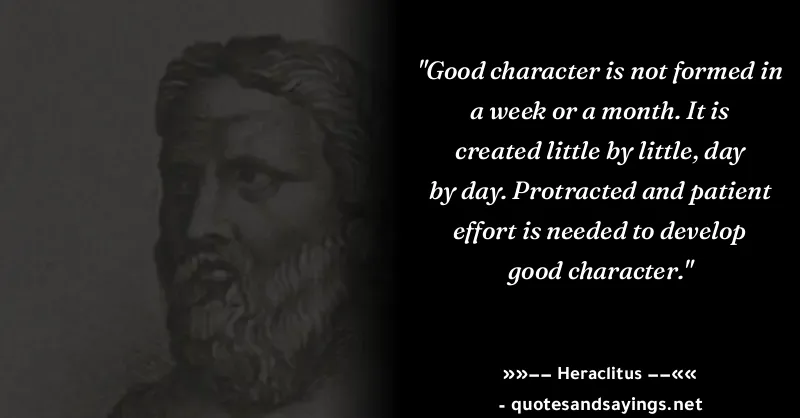 "Good character is not formed in
a week or a month. It is
created little by little, day
by day. Protracted and patient
effort is needed to develop
good character."
»»—— Heraclitus ——««
- quotesandsayings.net